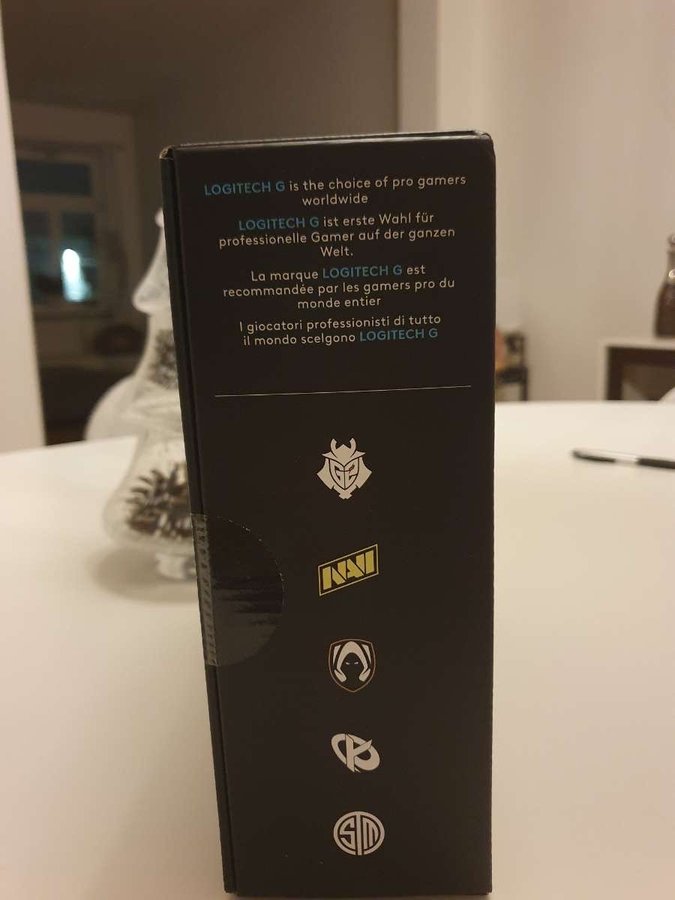 LOGITECH G is the choice of pro gamers
worldwide
LOGITECH G ist erste Wahl für
professionelle Gamer auf der ganzen
Welt.
La marque LOGITECH G est
recommandée par les gamers pro du
monde entier
I giocatori professionisti di tutto
il mondo scelgono LOGITECH G
G2
NAVI
TSM